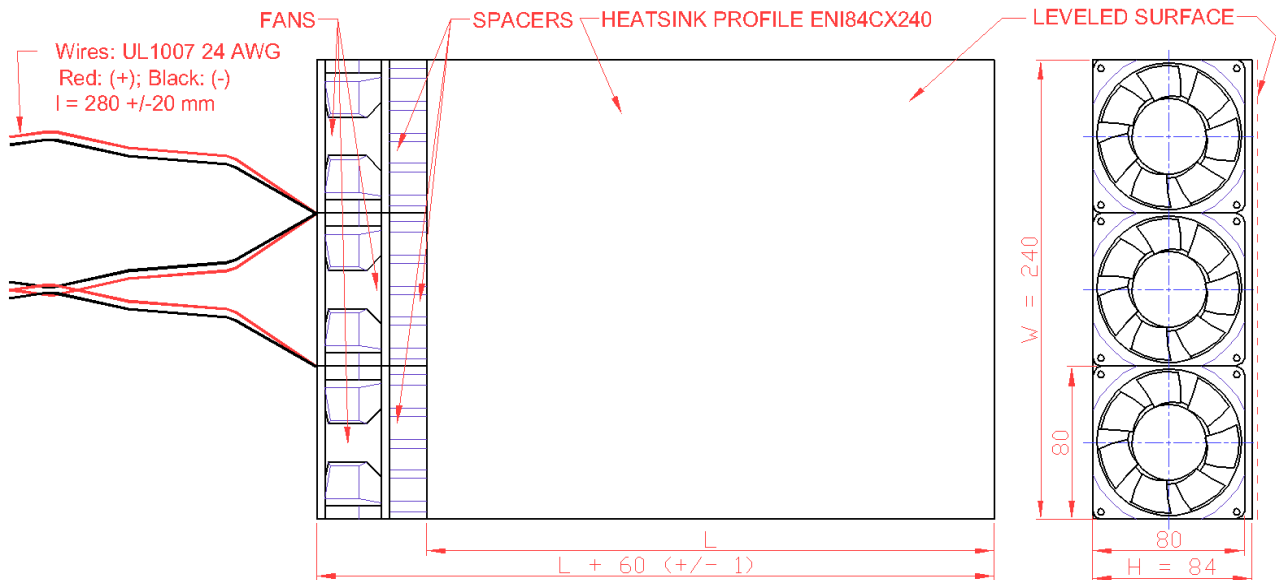 FANS
SPACERS
HEATSINK PROFILE ENI84CX240
LEVELED SURFACE
Wires: UL1007 24 AWG
Red: (+); Black: (-)
l = 280 +/-20 mm
W = 240
80
L
80
L + 60 (+/- 1)
H = 84